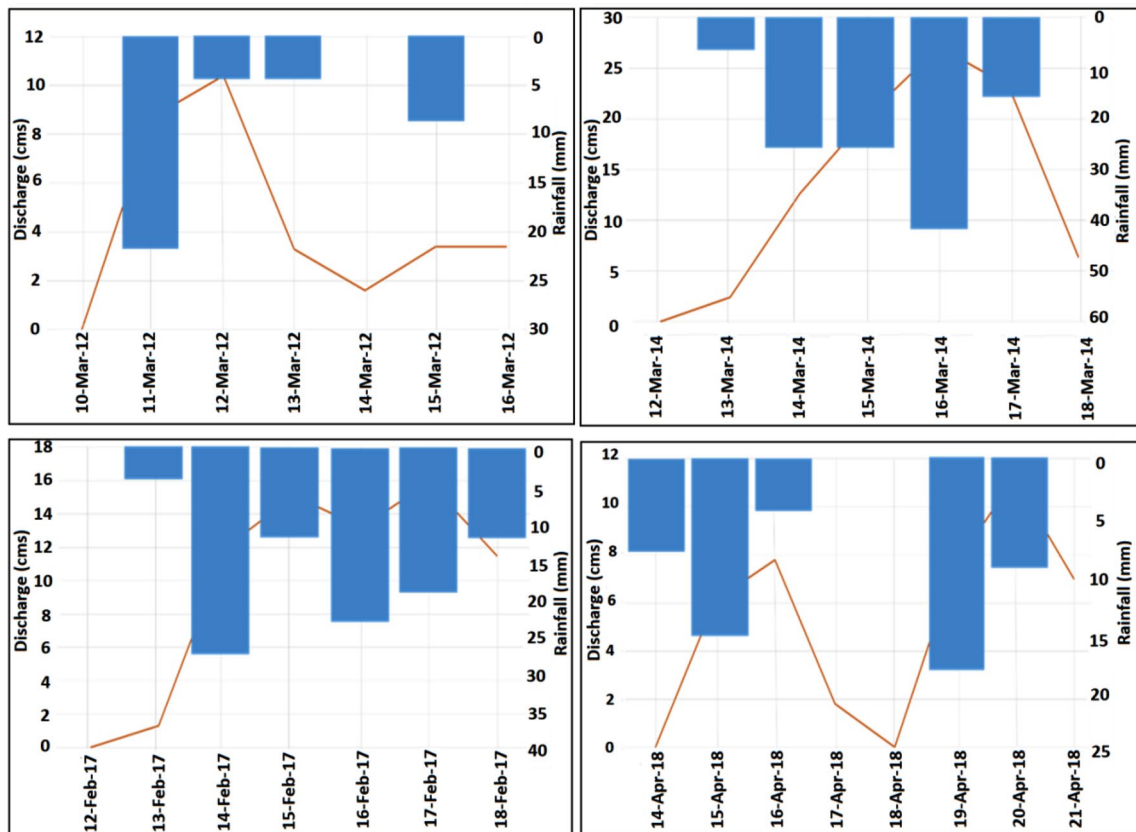 12
10
8
6
4
2
0
Discharge (cms)
0
5
10
15
20
25
30
Rainfall (mm)
10-Mar-12
11-Mar-12
12-Mar-12
13-Mar-12
14-Mar-12
15-Mar-12
16-Mar-12
30
25
20
15
10
5
0
Discharge (cms)
0
10
20
30
40
50
60
Rainfall (mm)
12-Mar-14
13-Mar-14
14-Mar-14
15-Mar-14
16-Mar-14
17-Mar-14
18-Mar-14
18
16
14
12
10
8
6
4
2
0
Discharge (cms)
0
5
10
15
20
25
30
35
40
Rainfall (mm)
12-Feb-17
13-Feb-17
14-Feb-17
15-Feb-17
16-Feb-17
17-Feb-17
18-Feb-17
12
10
8
6
4
2
0
Discharge (cms)
0
5
10
15
20
25
Rainfall (mm)
14-Apr-18
15-Apr-18
16-Apr-18
17-Apr-18
18-Apr-18
19-Apr-18
20-Apr-18
21-Apr-18